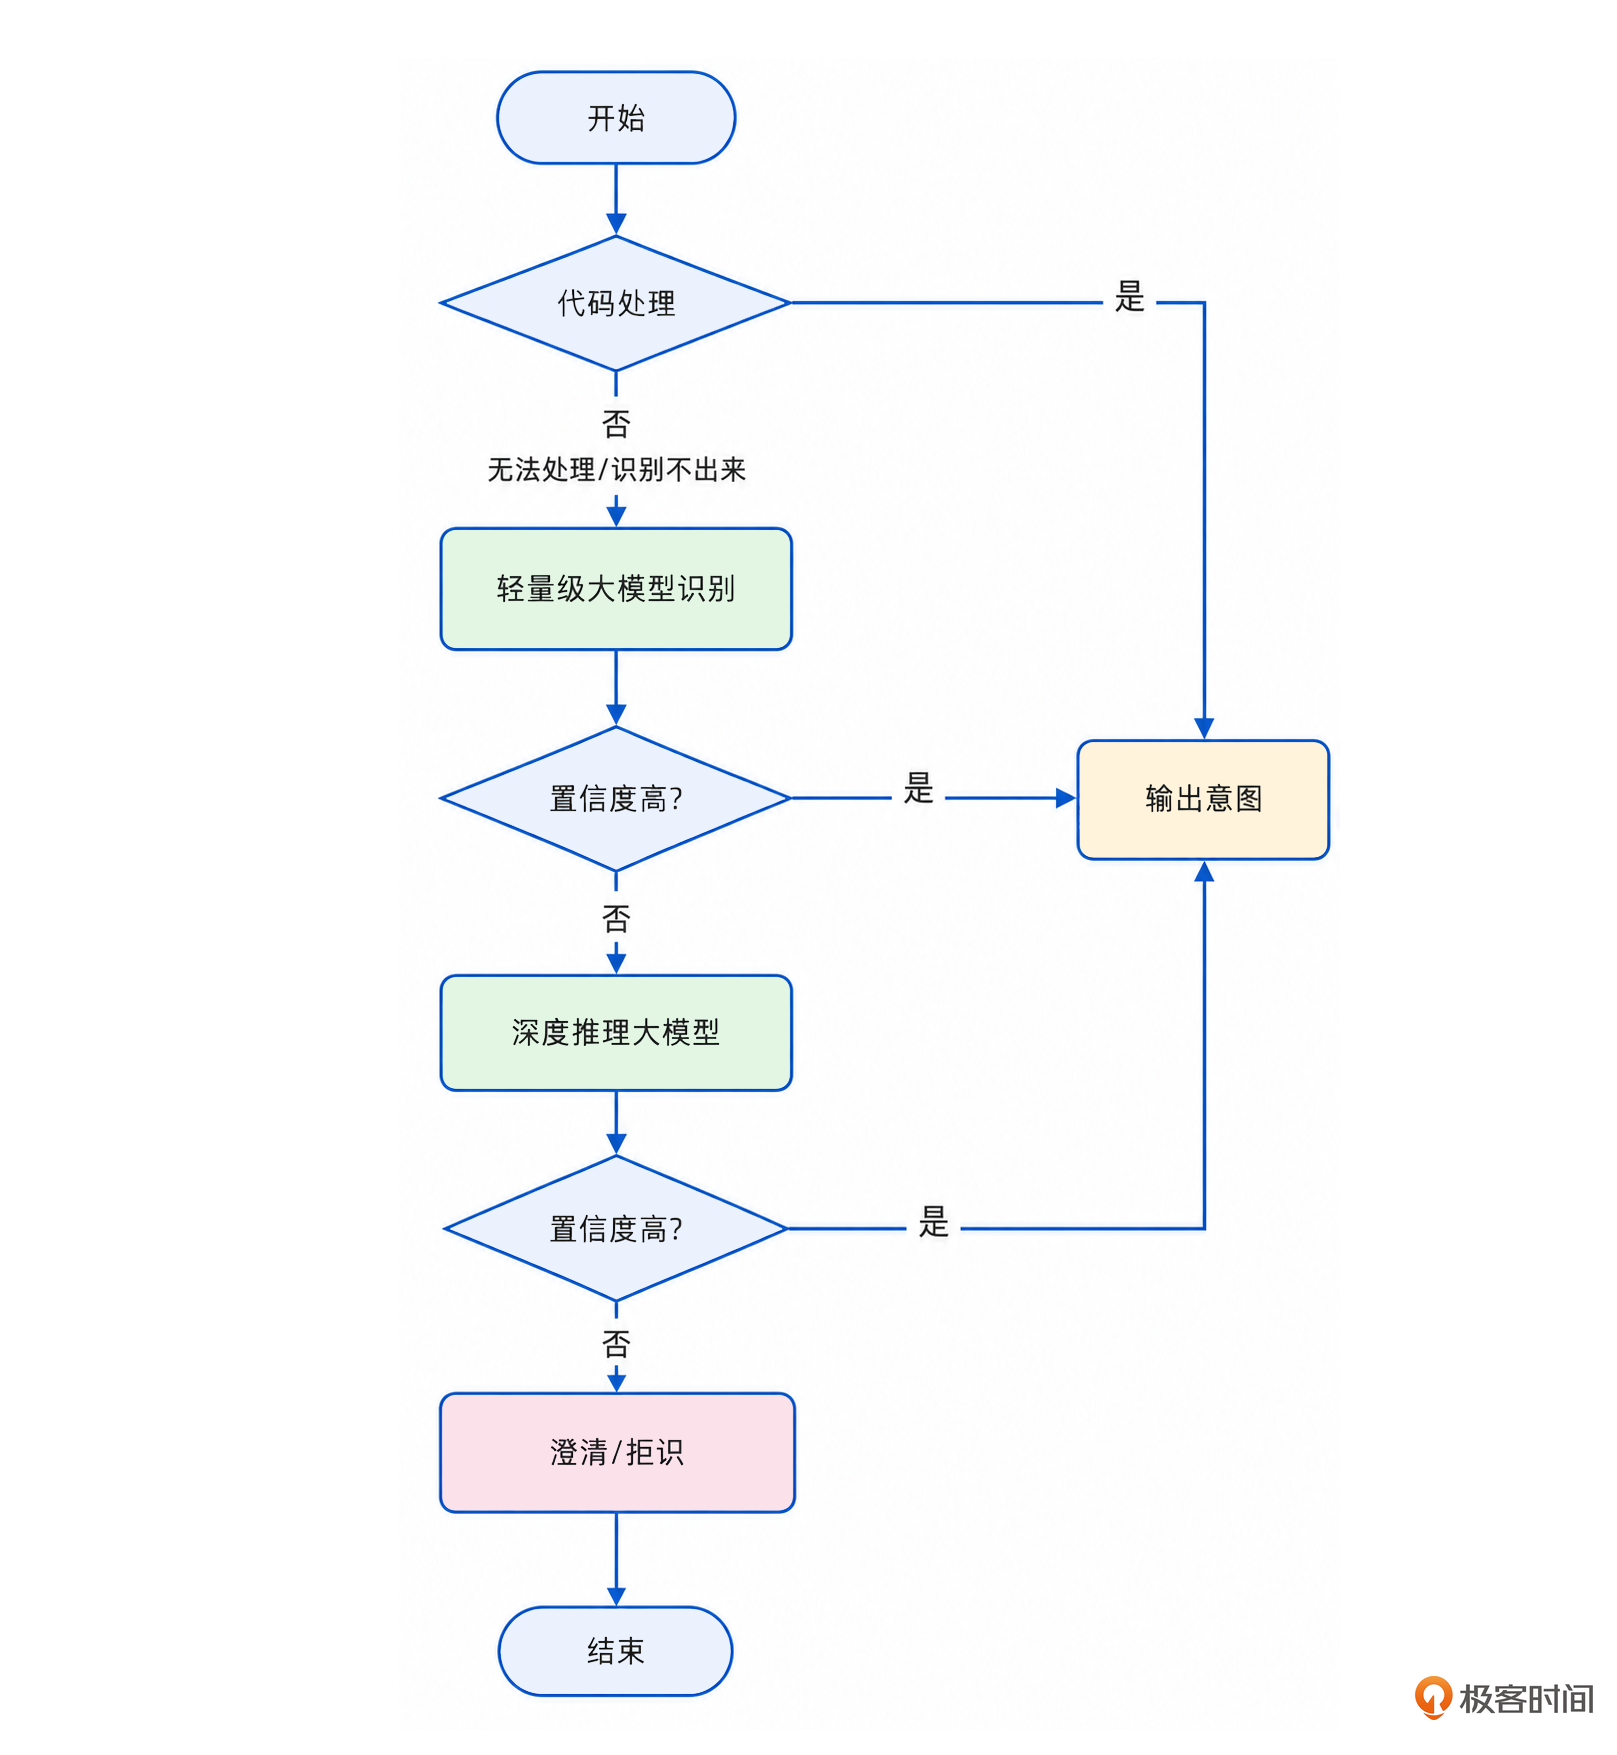 开始
代码处理
是
否
无法处理/识别不出来
轻量级大模型识别
置信度高?
是
输出意图
否
深度推理大模型
置信度高?
是
否
澄清/拒识
结束
极客时间